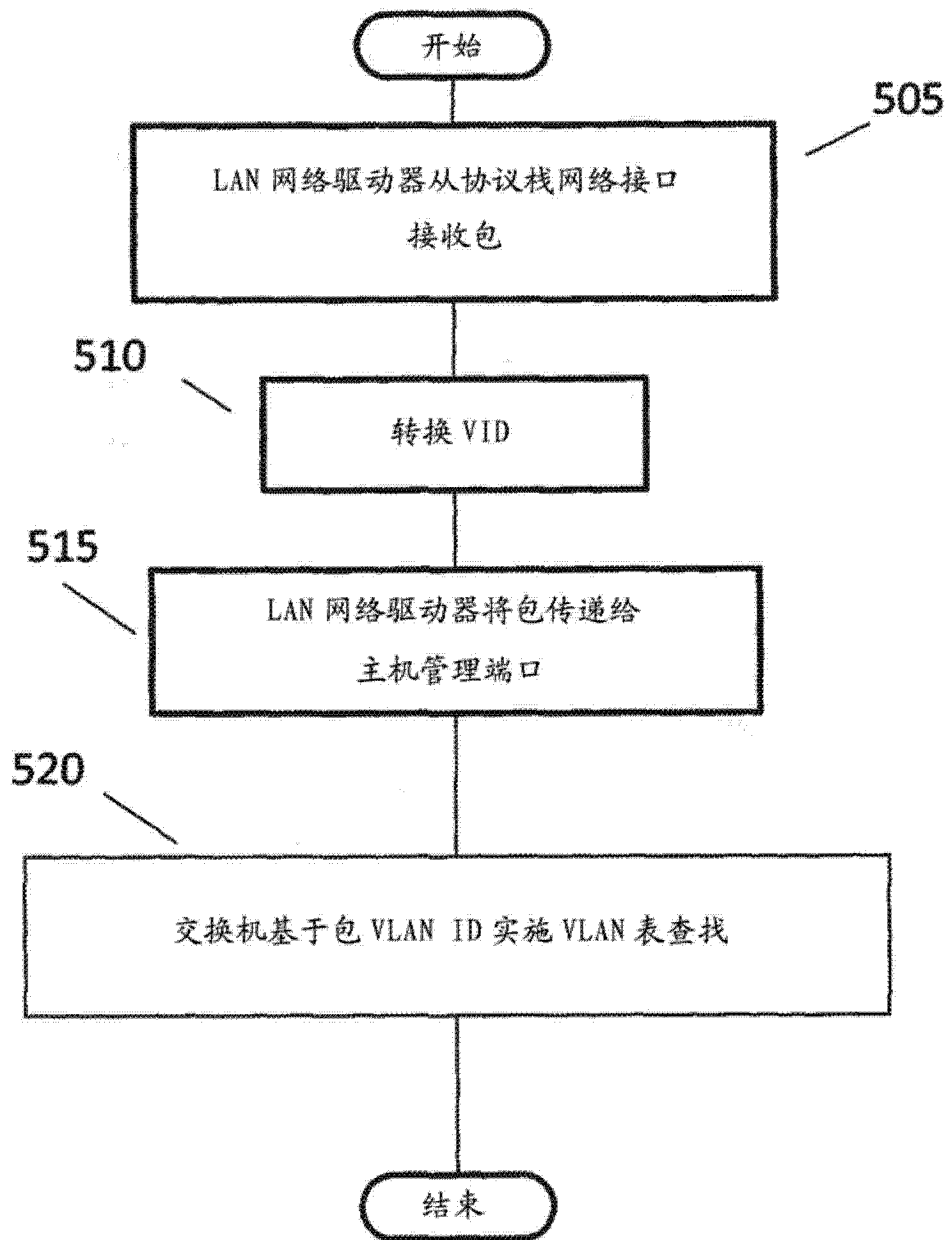 开始
505
LAN 网络驱动器从协议栈网络接口
接收包
510
转换 VID
515
LAN 网络驱动器将包传递给
主机管理端口
520
交换机基于包 VLAN ID 实施 VLAN 表查找
结束